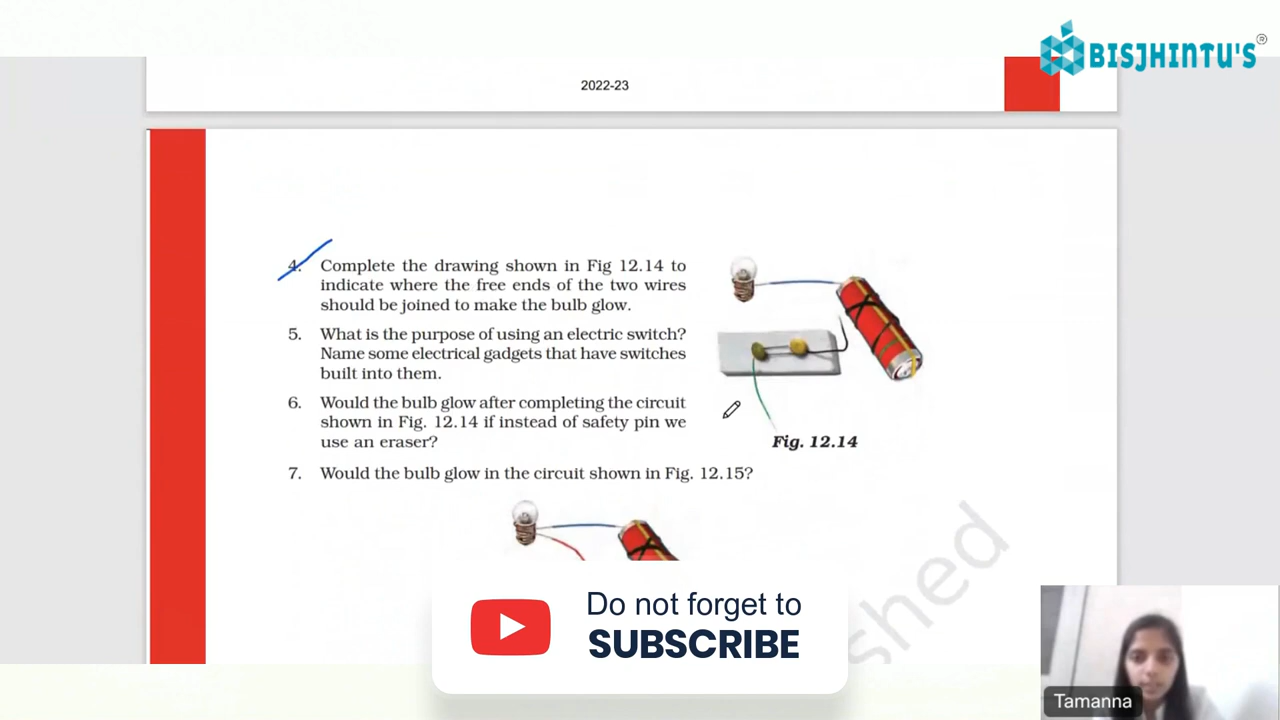 BISJHINTU'S®
2022-23
4. Complete the drawing shown in Fig 12.14 to
indicate where the free ends of the two wires
should be joined to make the bulb glow.
5. What is the purpose of using an electric switch?
Name some electrical gadgets that have switches
built into them.
6. Would the bulb glow after completing the circuit
shown in Fig. 12.14 if instead of safety pin we
use an eraser?
Fig. 12.14
7. Would the bulb glow in the circuit shown in Fig. 12.15?
shed
Do not forget to
SUBSCRIBE
Tamanna